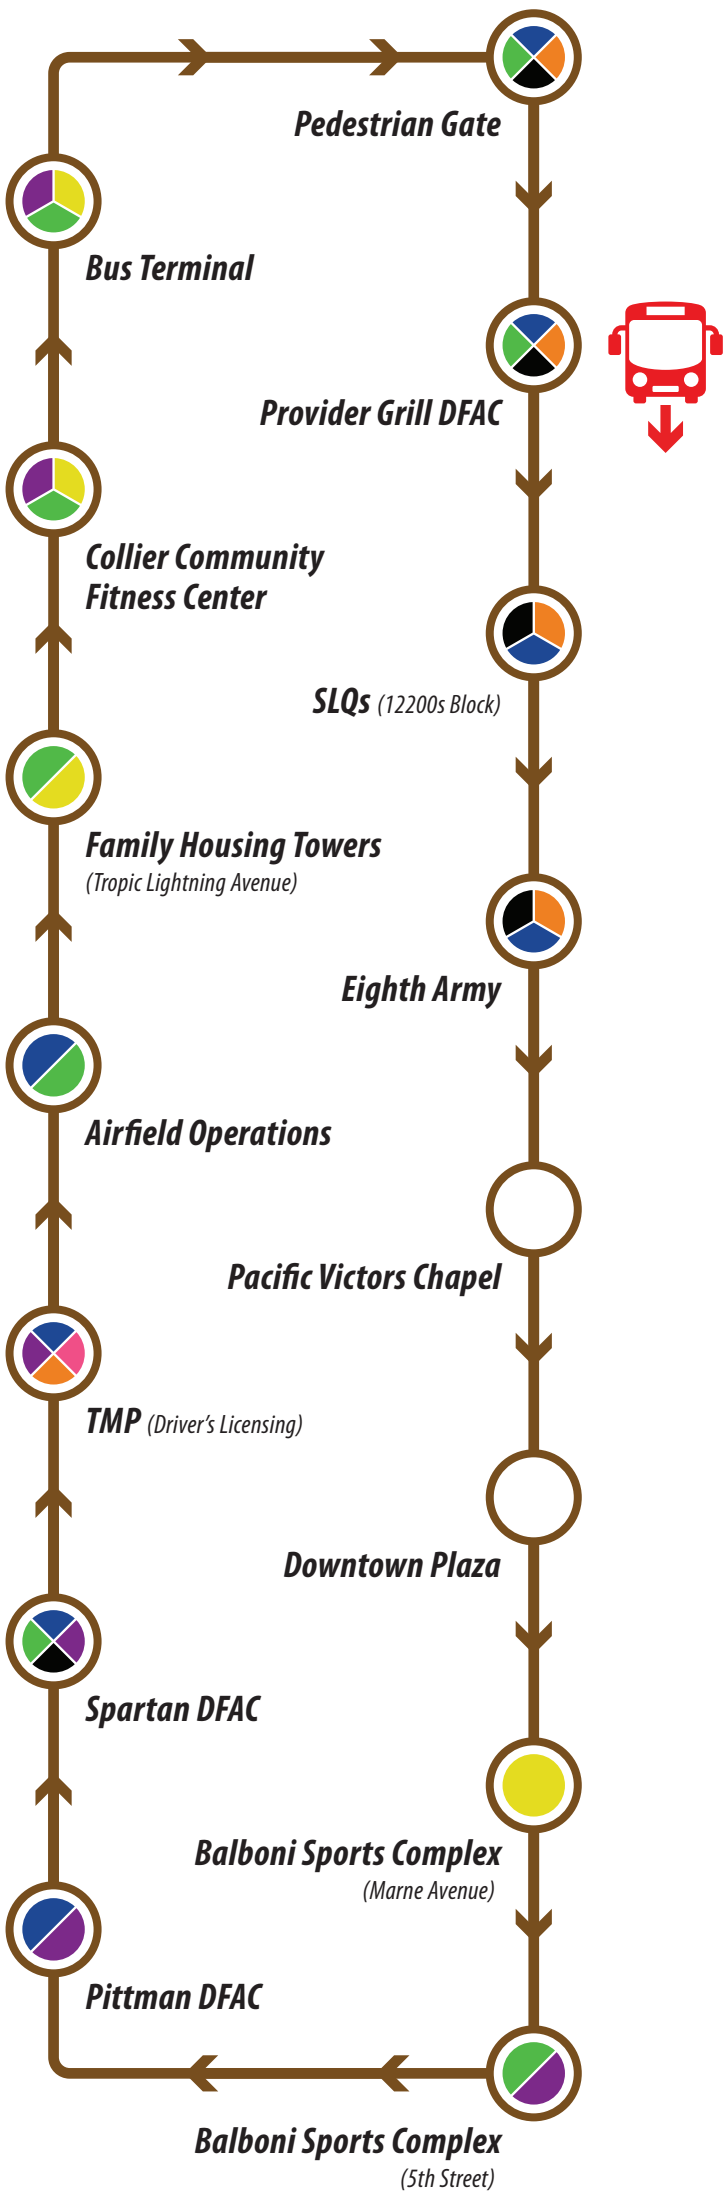 Pedestrian Gate
Bus Terminal
Provider Grill DFAC
Collier Community
Fitness Center
SLQs (12200s Block)
Family Housing Towers
(Tropic Lightning Avenue)
Eighth Army
Airfield Operations
Pacific Victors Chapel
TMP (Driver's Licensing)
Downtown Plaza
Spartan DFAC
Balboni Sports Complex
(Marne Avenue)
Pittman DFAC
Balboni Sports Complex
(5th Street)